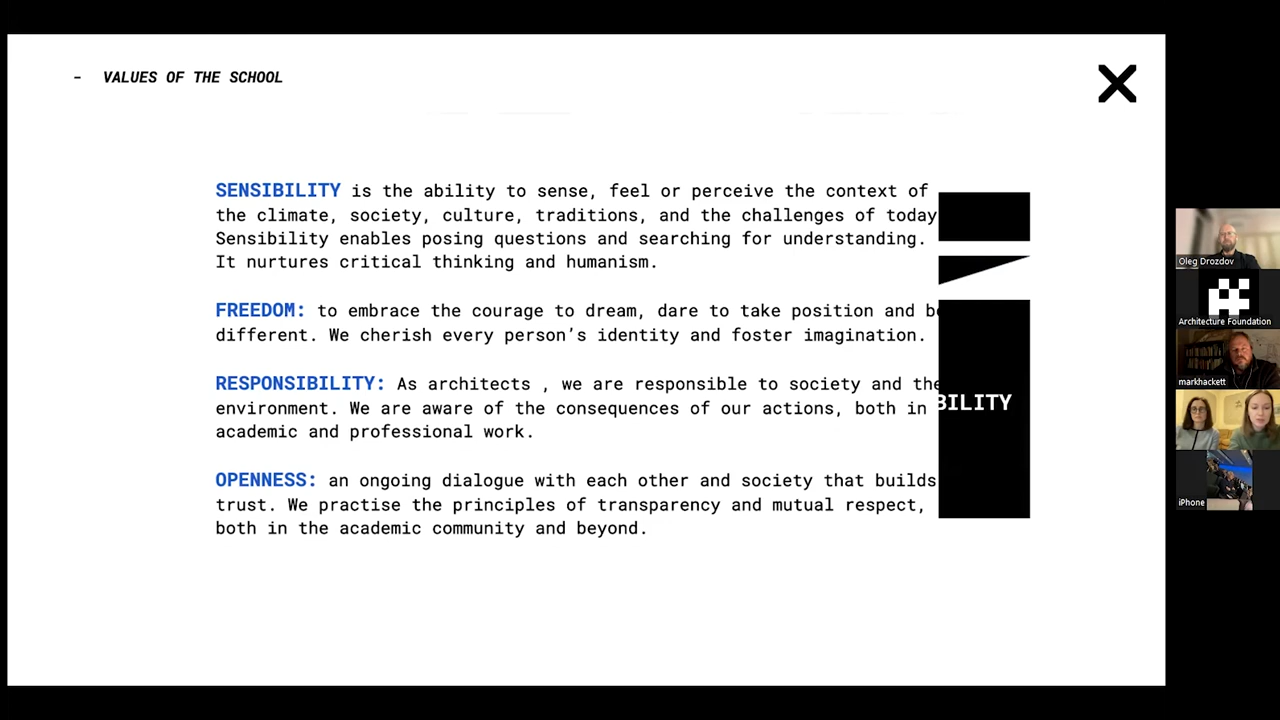 - VALUES OF THE SCHOOL
SENSIBILITY is the ability to sense, feel or perceive the context of
the climate, society, culture, traditions, and the challenges of today
Sensibility enables posing questions and searching for understanding.
It nurtures critical thinking and humanism.
FREEDOM: to embrace the courage to dream, dare to take position and b
different. We cherish every person's identity and foster imagination.
RESPONSIBILITY: As architects , we are responsible to society and the
environment. We are aware of the consequences of our actions, both in
academic and professional work.
BILITY
OPENNESS: an ongoing dialogue with each other and society that builds
trust. We practise the principles of transparency and mutual respect,
both in the academic community and beyond.
Oleg Drozdov
Architecture Foundation
markhackett
iPhone